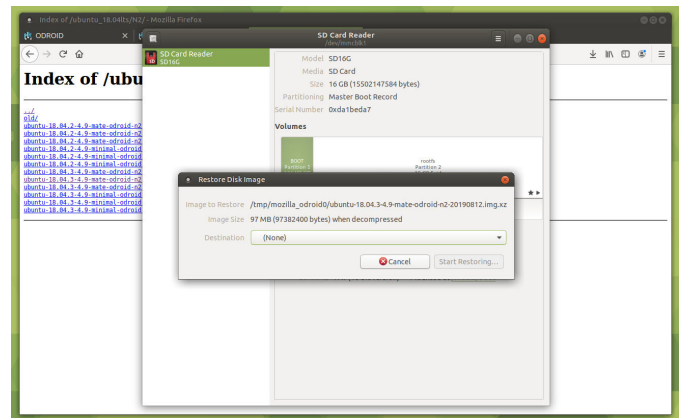 Index of /ubuntu_18.04lts/N2/ - Mozilla Firefox
ODROID
Index of /ubu
../
old/
ubuntu-18.04.2-4.9-mate-odroid-n2
ubuntu-18.04.2-4.9-mate-odroid-n2
ubuntu-18.04.2-4.9-mate-odroid-n2
ubuntu-18.04.2-4.9-minimal-odroid
ubuntu-18.04.2-4.9-minimal-odroid
ubuntu-18.04.2-4.9-minimal-odroid
ubuntu-18.04.3-4.9-mate-odroid-n2
ubuntu-18.04.3-4.9-mate-odroid-n2
ubuntu-18.04.3-4.9-mate-odroid-n2
ubuntu-18.04.3-4.9-minimal-odroid
ubuntu-18.04.3-4.9-minimal-odroid
ubuntu-18.04.3-4.9-minimal-odroid
SD Card Reader
/dev/mmcblk1
SD Card Reader
SD16G
Model SD16G
Media SD Card
Size 16 GB (15502147584 bytes)
Partitioning Master Boot Record
Serial Number 0xda1beda7
Volumes
BOOT
Partition 1
rootfs
Partition 2
Restore Disk Image
Image to Restore /tmp/mozilla_odroid0/ubuntu-18.04.3-4.9-mate-odroid-n2-20190812.img.xz
Image Size 97 MB (97382400 bytes) when decompressed
Destination (None)
Cancel Start Restoring...